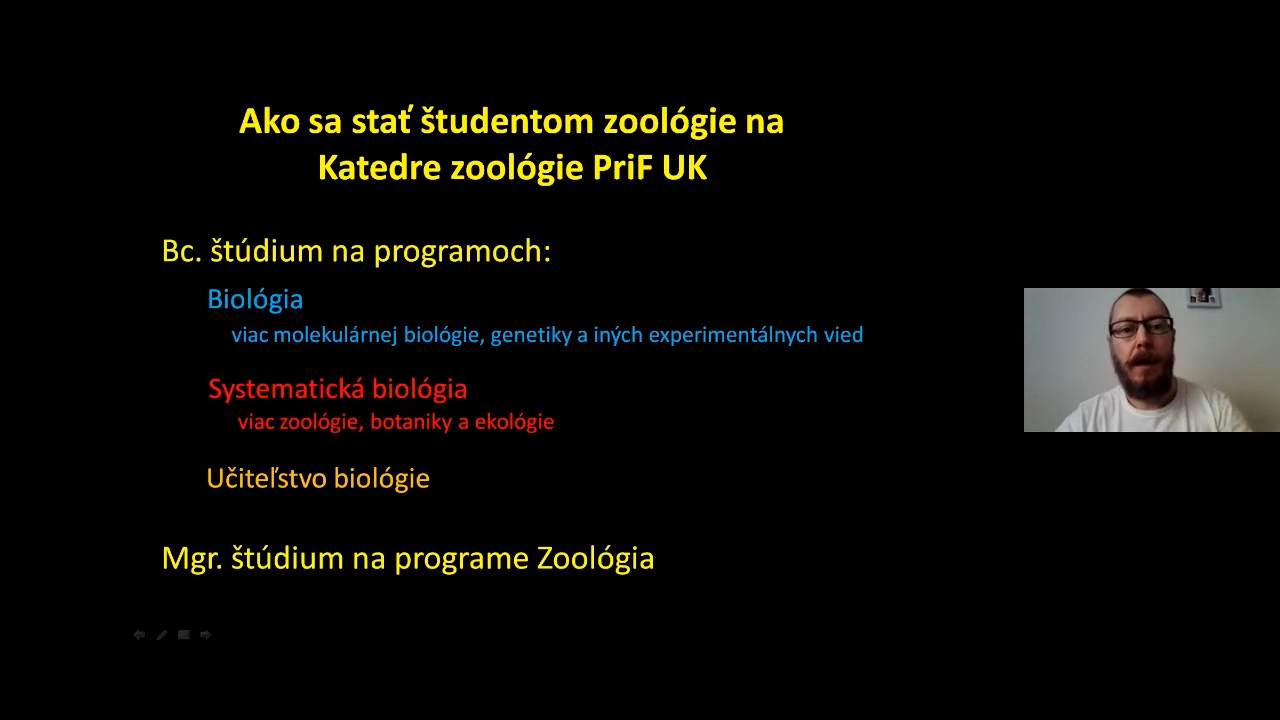 Ako sa stať študentom zoológie na
Katedre zoológie PriF UK
Bc. štúdium na programoch:
Biológia
viac molekulárnej biológie, genetiky a iných experimentálnych vied
Systematická biológia
viac zoológie, botaniky a ekológie
Učiteľstvo biológie
Mgr. štúdium na programe Zoológia